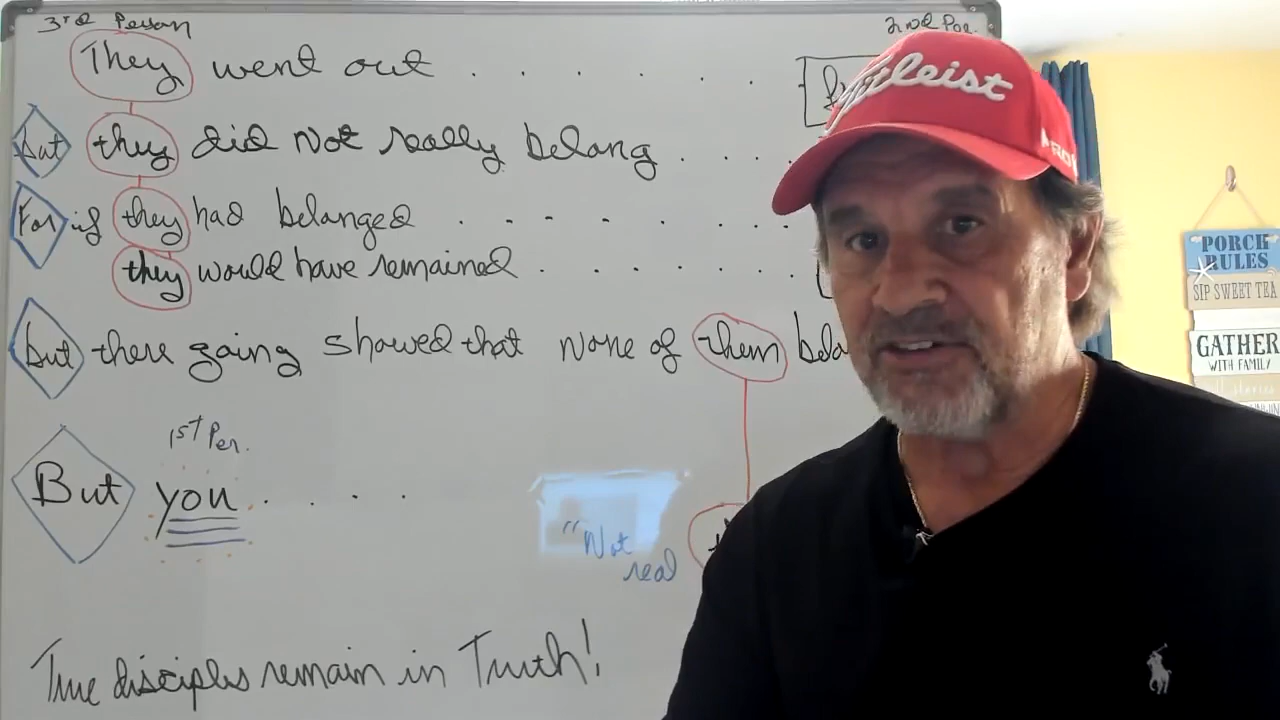 3rd Person
2nd Per.
They went out . . . . . .
but they did Not really belong . . . .
For if they had belonged . . . . . . .
they would have remained . . . . . . .
but there going showed that none of them belo
1st Per.
But you . . . .
"Not
real
True disciples remain in Truth!
Titleist
PORCH
RULES
SIP SWEET TEA
GATHER
WITH FAMILY